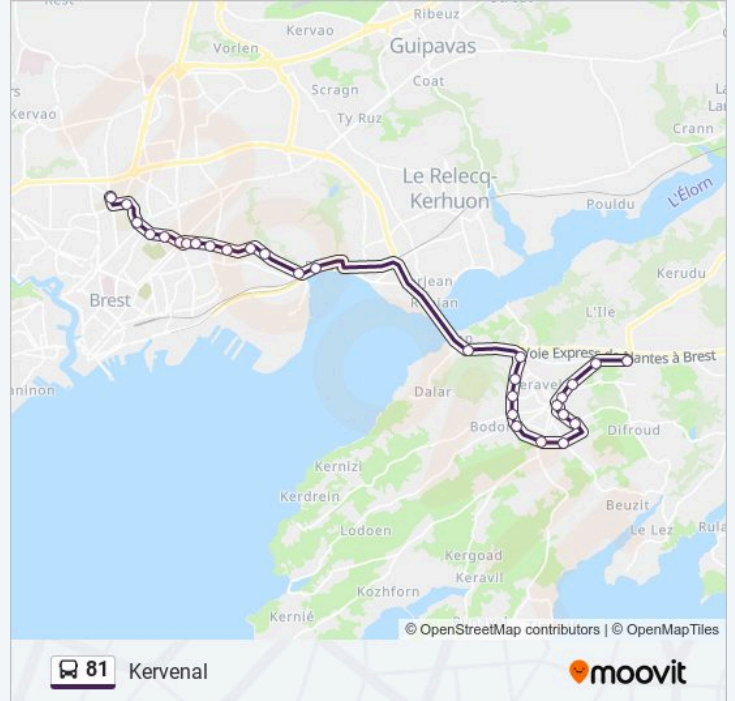 Ribeuz
Kervao
Vorlen
Guipavas
Coat
Scragn
Ty Ruz
Kervao
Crann
Le Relecq-
Kerhuon
Pouldu
L'Élorn
Kerudu
Brest
L'Ile
Voie Express de Nantes à Brest
Dalar
Difroud
Kernizi
Kerdrein
Beuzit
Lodoen
Le Lez
Kergoad
Keravil
Kozhforn
Kernié
© OpenStreetMap contributors | © OpenMapTiles
81 Kervenal
moovit